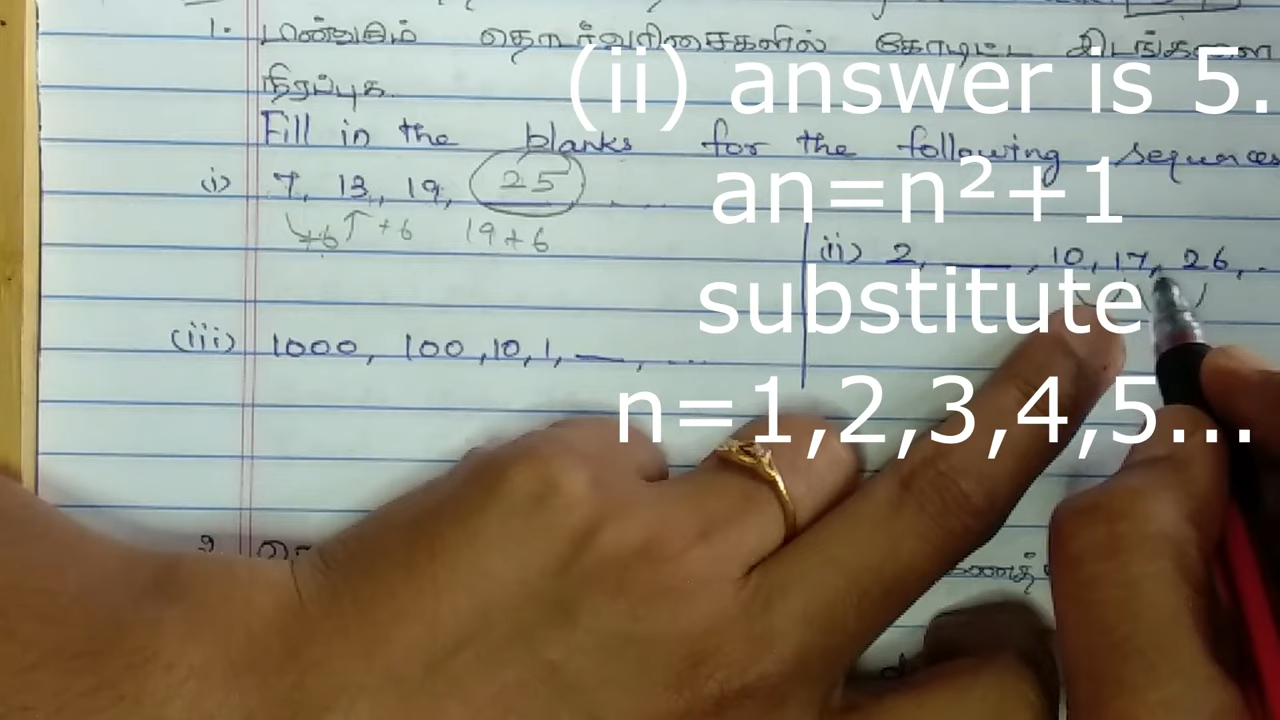 1. பின்வரும் தொடர்வரிசைகளில் கோடிட்ட இடங்களை
நிரப்புக.
Fill in the blanks for the following sequences
(i) 7, 13, 19, 25 ....
+6 +6 19+6
(ii) 2, ___, 10, 17, 26, .
(iii) 1000, 100, 10, 1, ___, ...
2.
(ii) answer is 5.
an=n²+1
substitute
n=1,2,3,4,5...